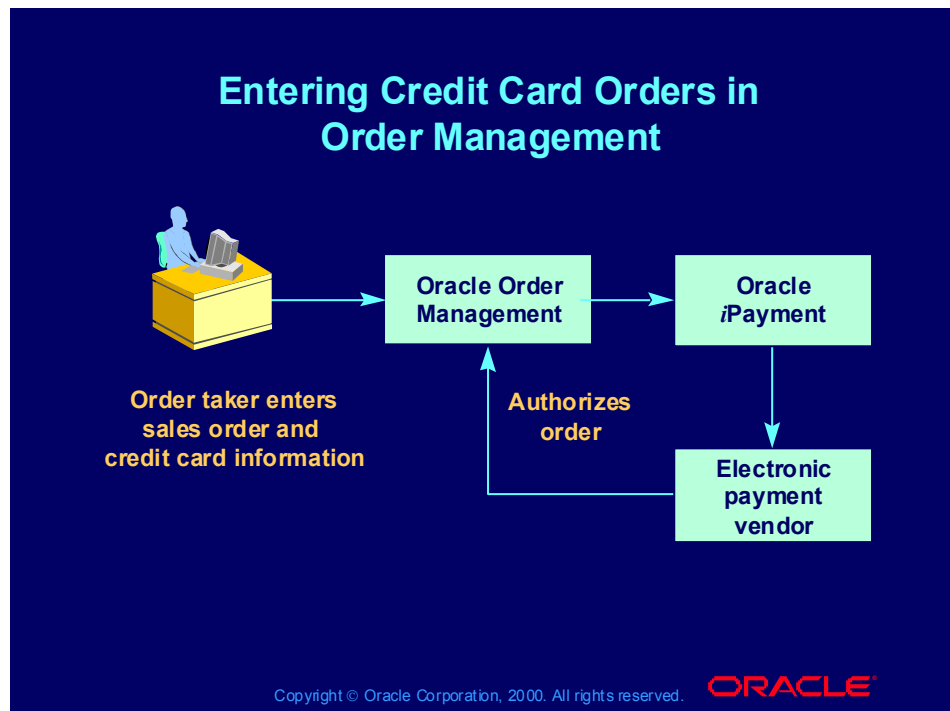 Entering Credit Card Orders in
Order Management
Oracle Order
Management
Oracle
iPayment
Order taker enters
sales order and
credit card information
Authorizes
order
Electronic
payment
vendor
Copyright © Oracle Corporation, 2000. All rights reserved.
ORACLE®